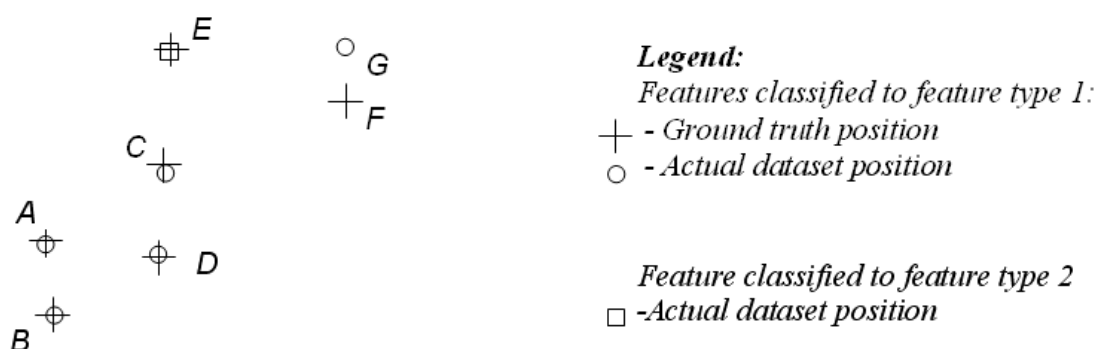 E
G
F
C
A
D
B
Legend:
Features classified to feature type 1:
- Ground truth position
- Actual dataset position
Feature classified to feature type 2
-Actual dataset position